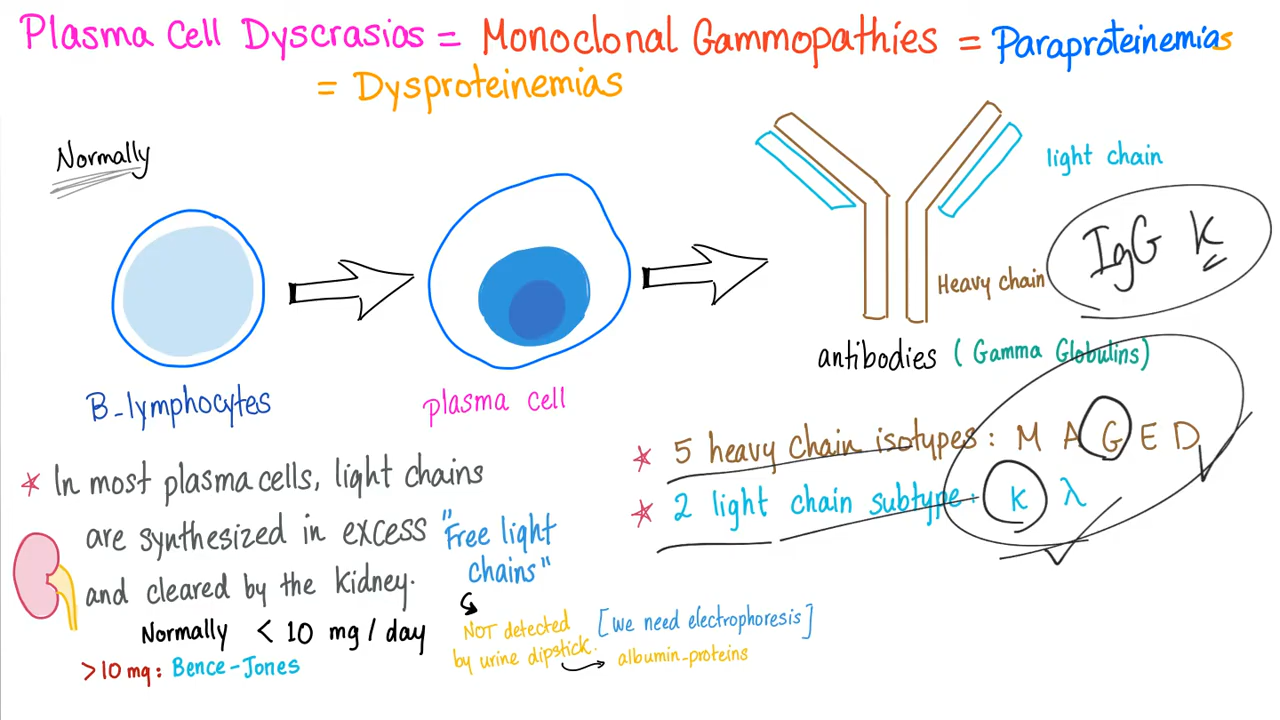 Plasma Cell Dyscrasias = Monoclonal Gammopathies = Paraproteinemias
= Dysproteinemias
Normally
light chain
IgG K
Heavy chain
antibodies (Gamma Globulins)
B-lymphocytes
plasma cell
* 5 heavy chain isotypes: M A G E D
* 2 light chain subtype: K λ
* In most plasma cells, light chains
are synthesized in excess
and cleared by the kidney.
"Free light
chains"
Normally < 10 mg / day
>10 mg: Bence-Jones
NOT detected
by urine dipstick.
[we need electrophoresis]
albumin-proteins